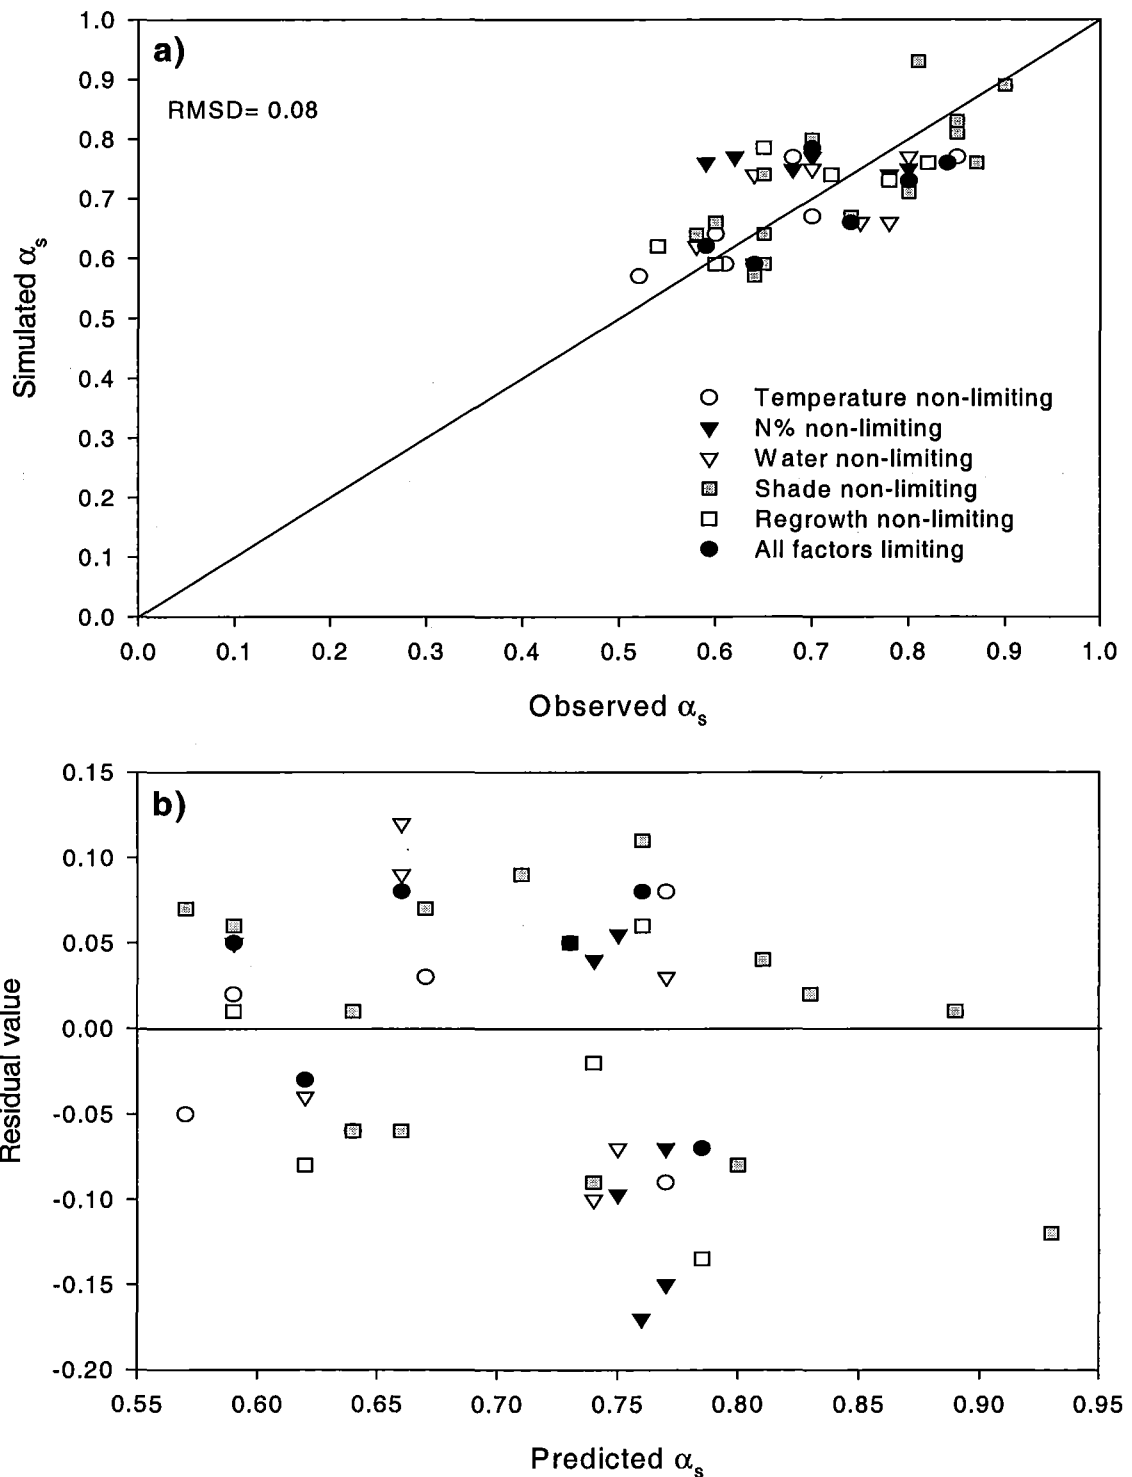 a)
RMSD= 0.08
1.0
0.9
0.8
0.7
0.6
0.5
0.4
0.3
0.2
0.1
0.0
Simulated αs
Temperature non-limiting
N% non-limiting
Water non-limiting
Shade non-limiting
Regrowth non-limiting
All factors limiting
0.0 0.1 0.2 0.3 0.4 0.5 0.6 0.7 0.8 0.9 1.0
Observed αs
b)
0.15
0.10
0.05
0.00
-0.05
-0.10
-0.15
-0.20
Residual value
0.55 0.60 0.65 0.70 0.75 0.80 0.85 0.90 0.95
Predicted αs